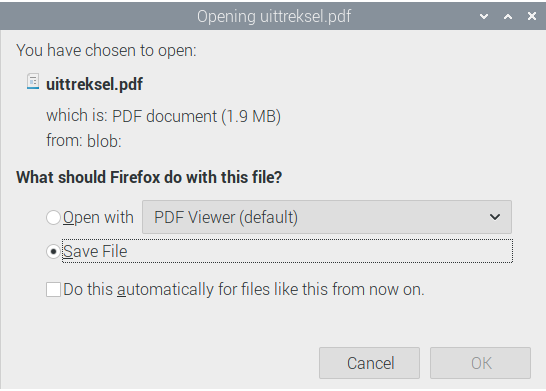 Opening uittreksel.pdf
You have chosen to open:
uittreksel.pdf
which is: PDF document (1.9 MB)
from: blob:
What should Firefox do with this file?
Open with PDF Viewer (default)
Save File
Do this automatically for files like this from now on.
Cancel OK